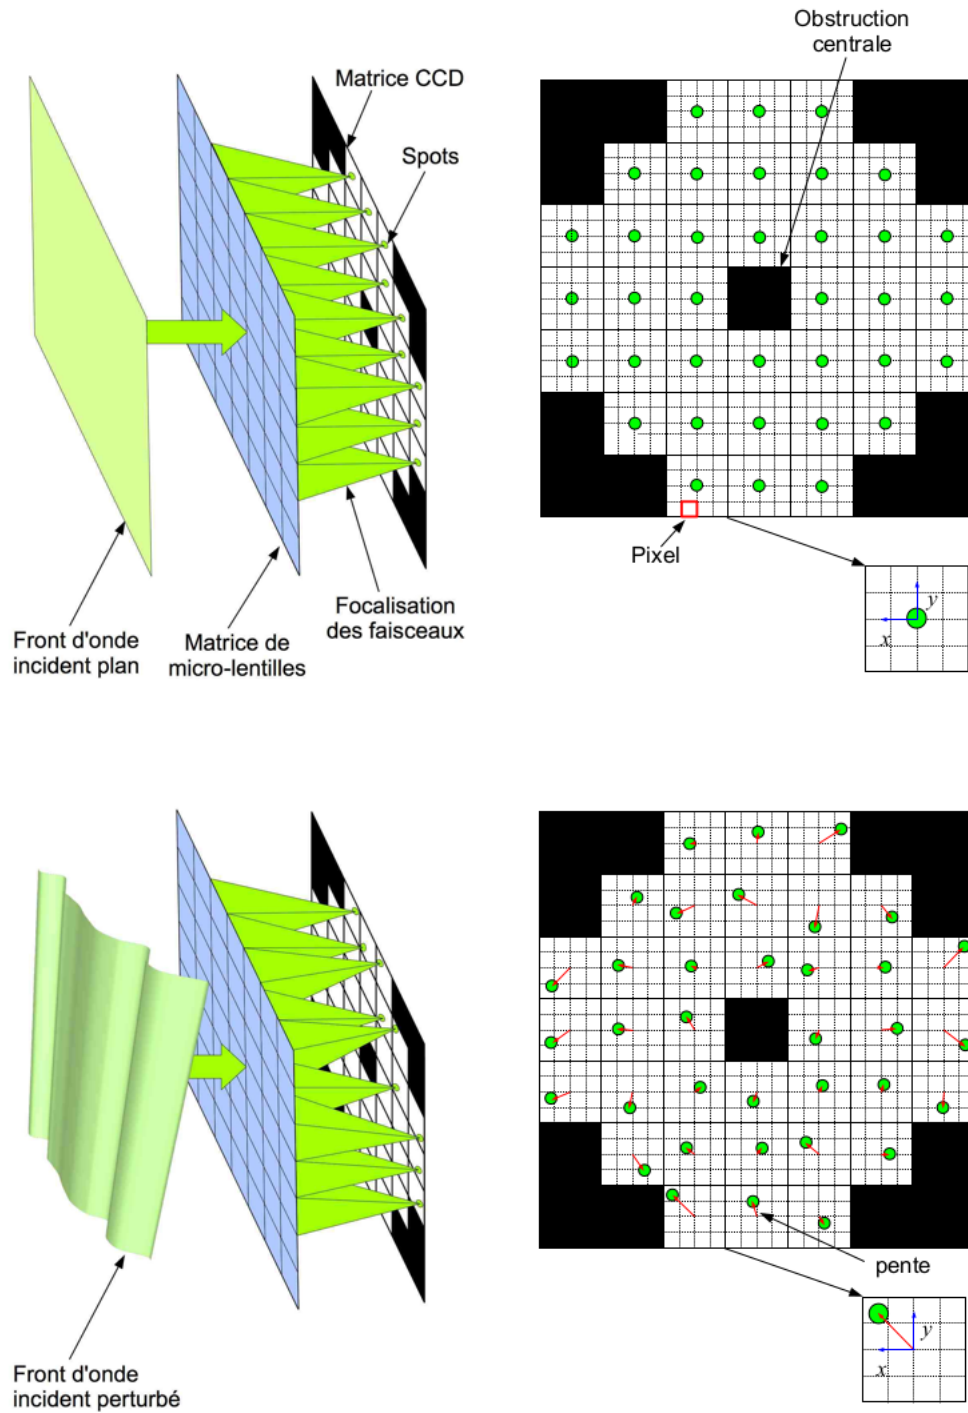 Obstruction
centrale
Matrice CCD
Spots
Pixel
y
x
Front d'onde
incident plan
Matrice de
micro-lentilles
Focalisation
des faisceaux
pente
y
x
Front d'onde
incident perturbé